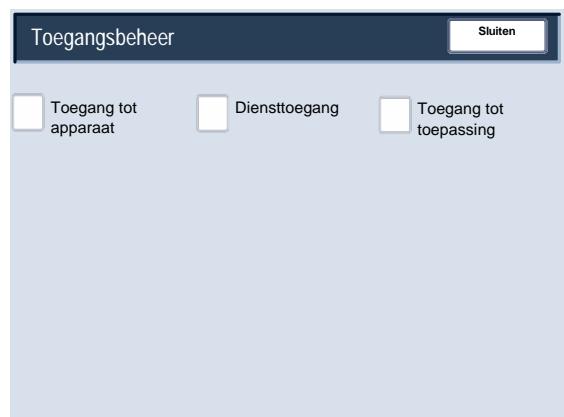 Toegangsbeheer
Sluiten
Toegang tot
apparaat
Diensttoegang
Toegang tot
toepassing